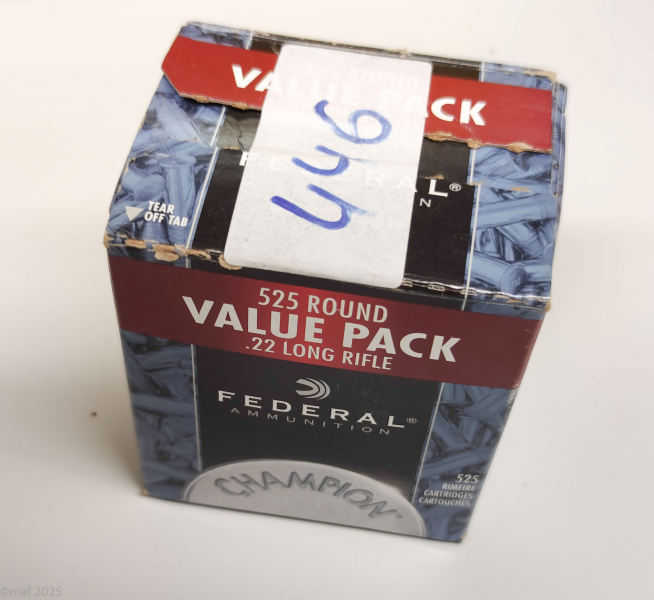 VALUE PACK
446
FEDERAL®
N
TEAR
OFF TAB
525 ROUND
VALUE PACK
.22 LONG RIFLE
FEDERAL®
AMMUNITION
CHAMPION
525
RIMFIRE
CARTRIDGES
CARTOUCHES
©maf 2025